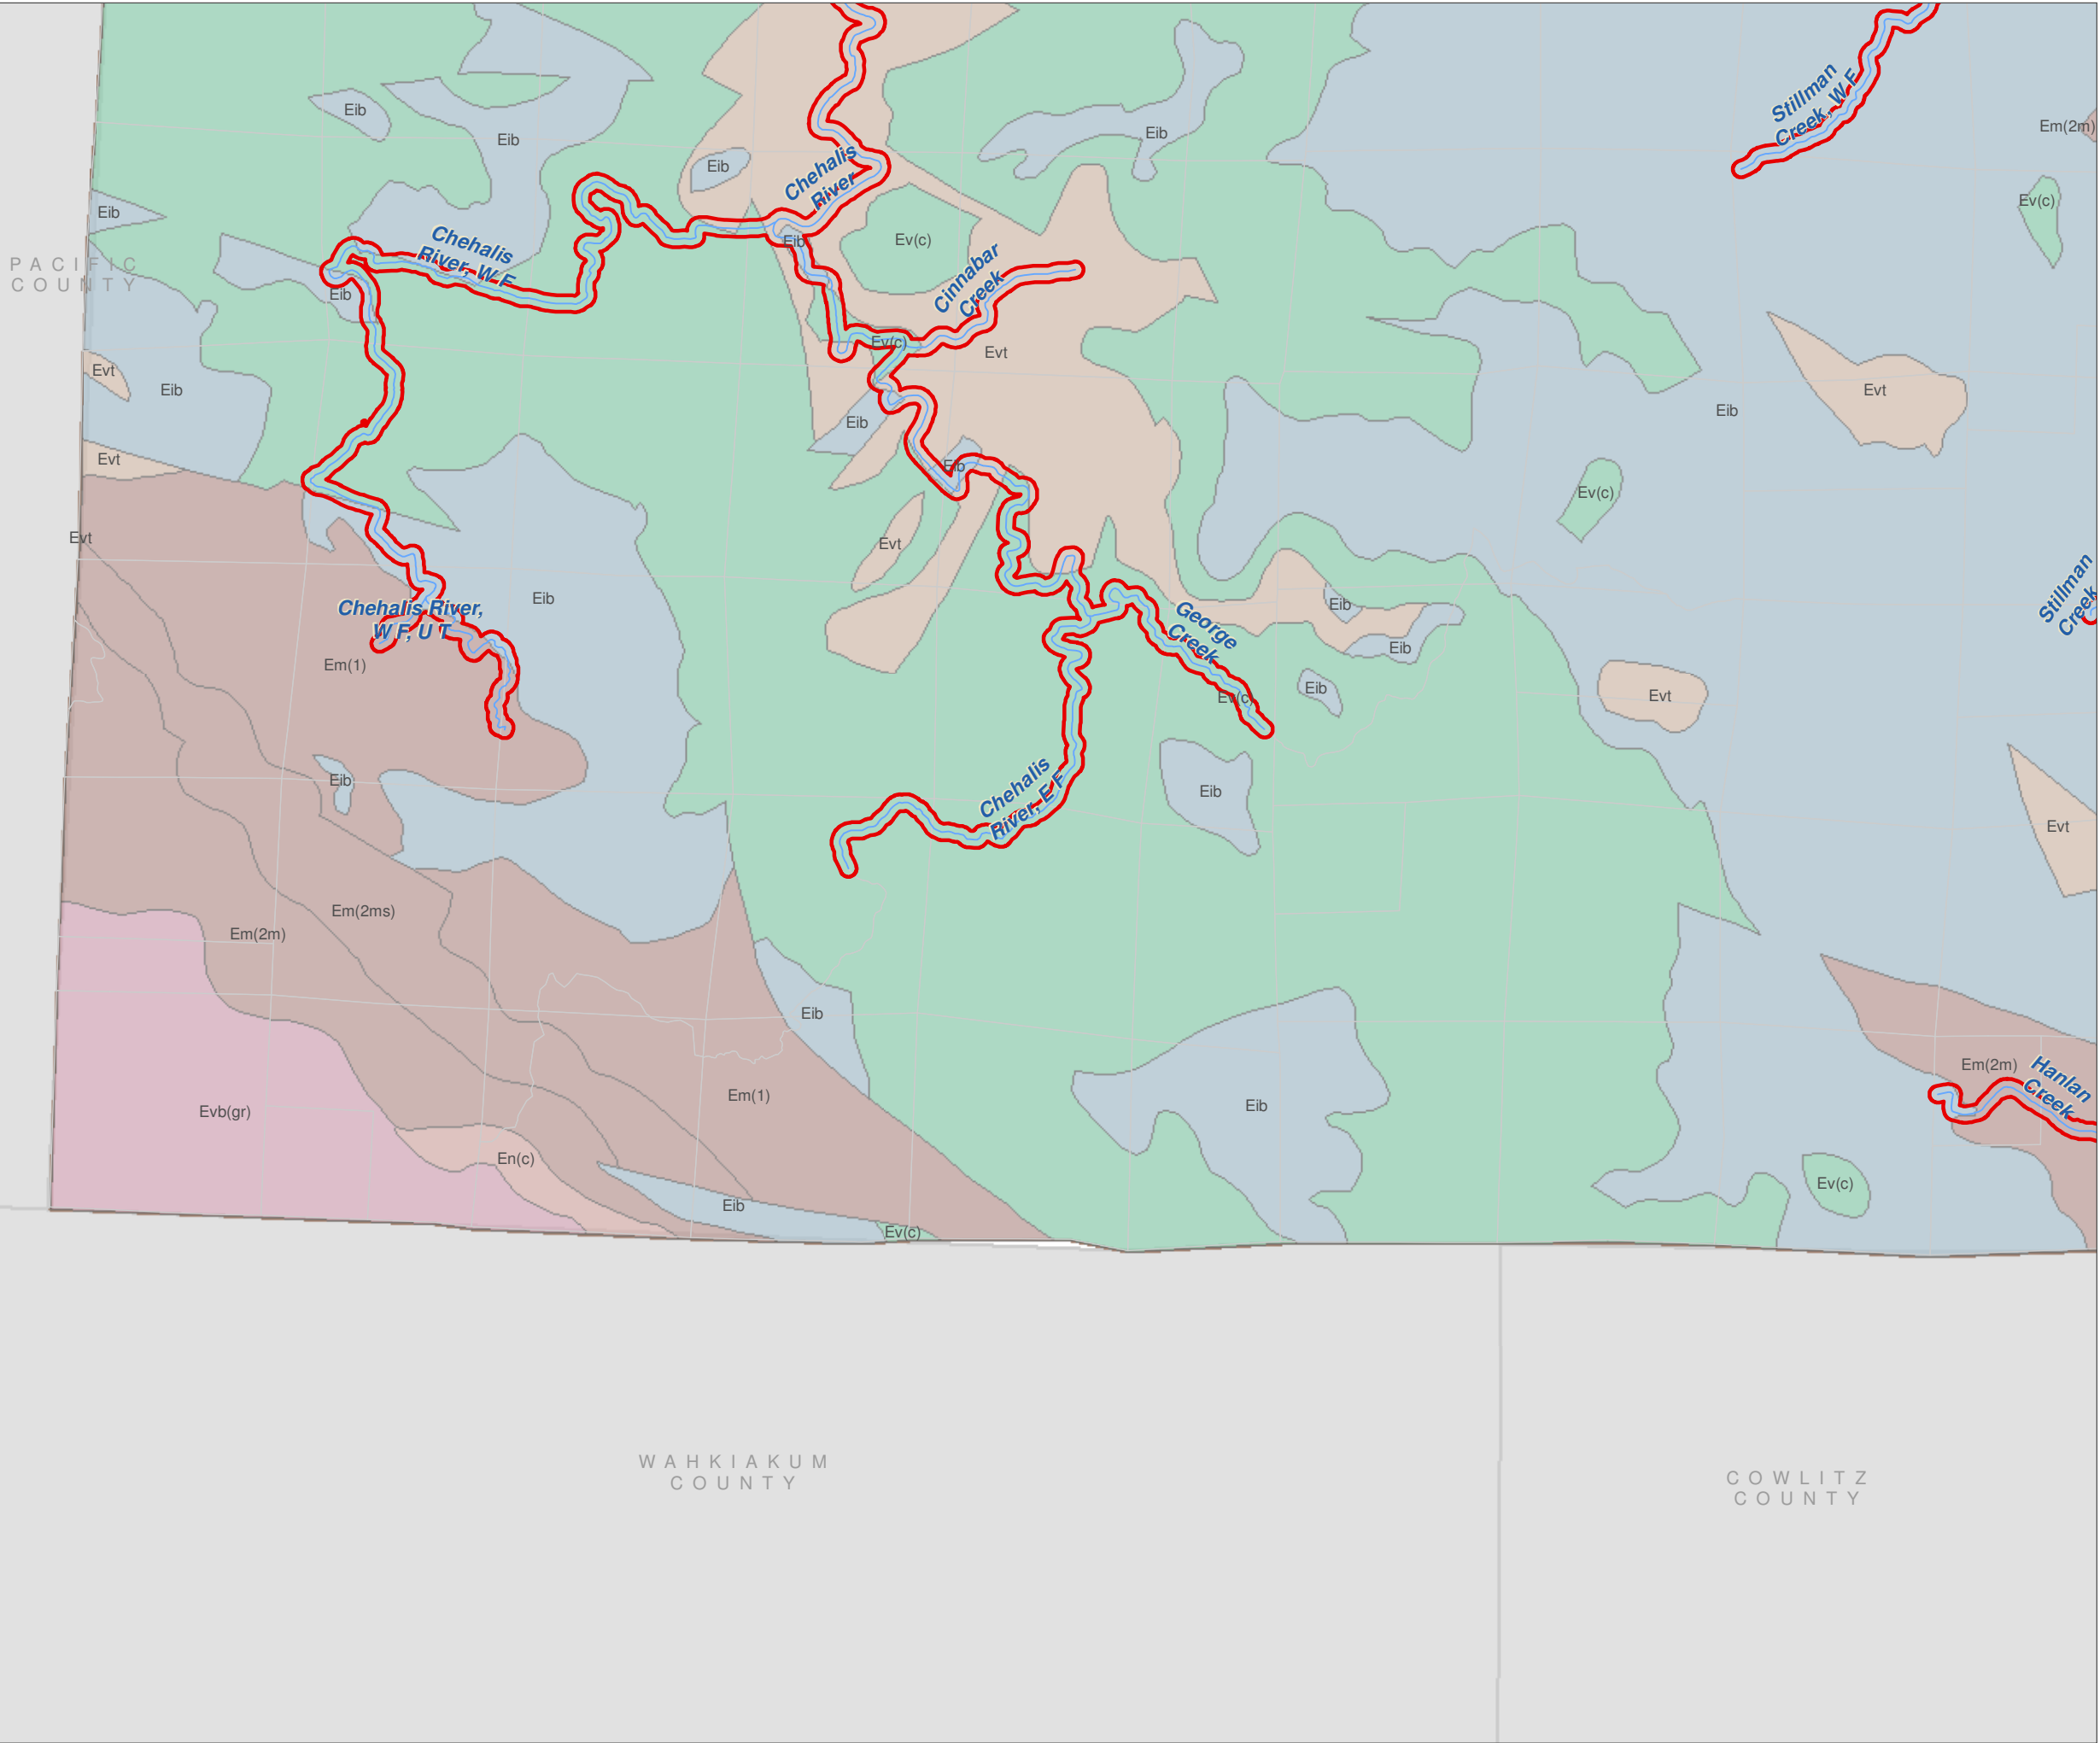 Stillman
Creek, W F
Eib
Eib
Eib
Em(2m)
Chehalis
River
Eib
Ev(c)
Eib
Chehalis
River, W F
Eib
Ev(c)
Cinnabar
Creek
PACIFIC
COUNTY
Eib
Ev(c)
Evt
Evt
Eib
Evt
Eib
Eib
Evt
Eib
Ev(c)
Evt
Evt
Stillman
Creek
Eib
Chehalis River,
W F, U T
Eib
George
Creek
Eib
Em(1)
Eib
Ev(c)
Evt
Eib
Chehalis
River, E F
Eib
Evt
Em(2ms)
Em(2m)
Eib
Em(2m)
Hanlan
Creek
Em(1)
Eib
Evb(gr)
En(c)
Ev(c)
Eib
Ev(c)
WAHKIAKUM
COUNTY
COWLITZ
COUNTY